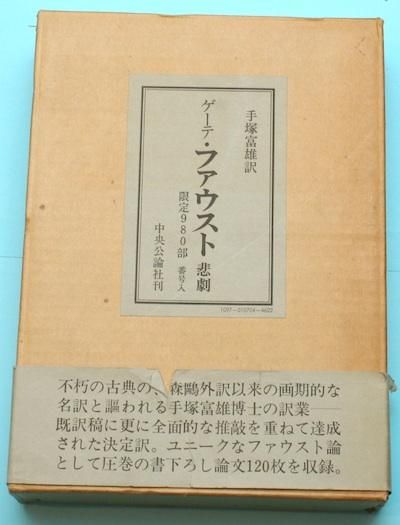 手塚富雄訳
ゲーテ・ファウスト 悲劇
限定980部 番号入
中央公論社刊
1097-010704-4622
不朽の古典の、森鷗外訳以来の画期的な
名訳と謳われる手塚富雄博士の訳業──
既訳稿に更に全面的な推敲を重ねて達成
された決定訳。ユニークなファウスト論
として圧巻の書下ろし論文120枚を収録。